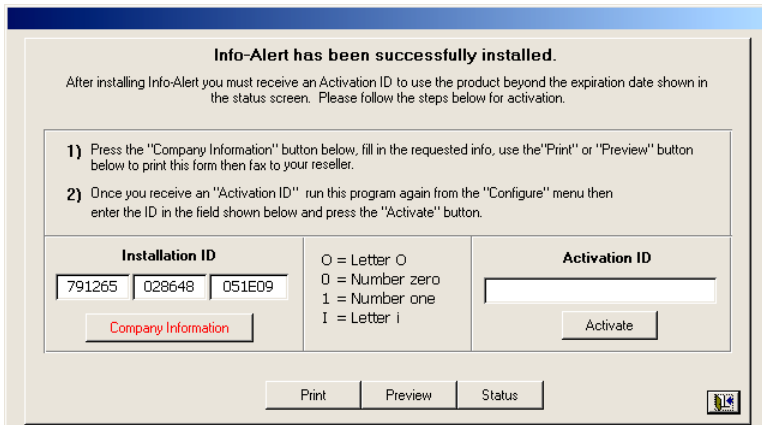 Info-Alert has been successfully installed.
After installing Info-Alert you must receive an Activation ID to use the product beyond the expiration date shown in
the status screen. Please follow the steps below for activation.
1) Press the "Company Information" button below, fill in the requested info, use the"Print" or "Preview" button
below to print this form then fax to your reseller.
2) Once you receive an "Activation ID" run this program again from the "Configure" menu then
enter the ID in the field shown below and press the "Activate" button.
Installation ID
791265 028648 051E09
Company Information
O = Letter O
0 = Number zero
1 = Number one
I = Letter i
Activation ID
Activate
Print Preview Status